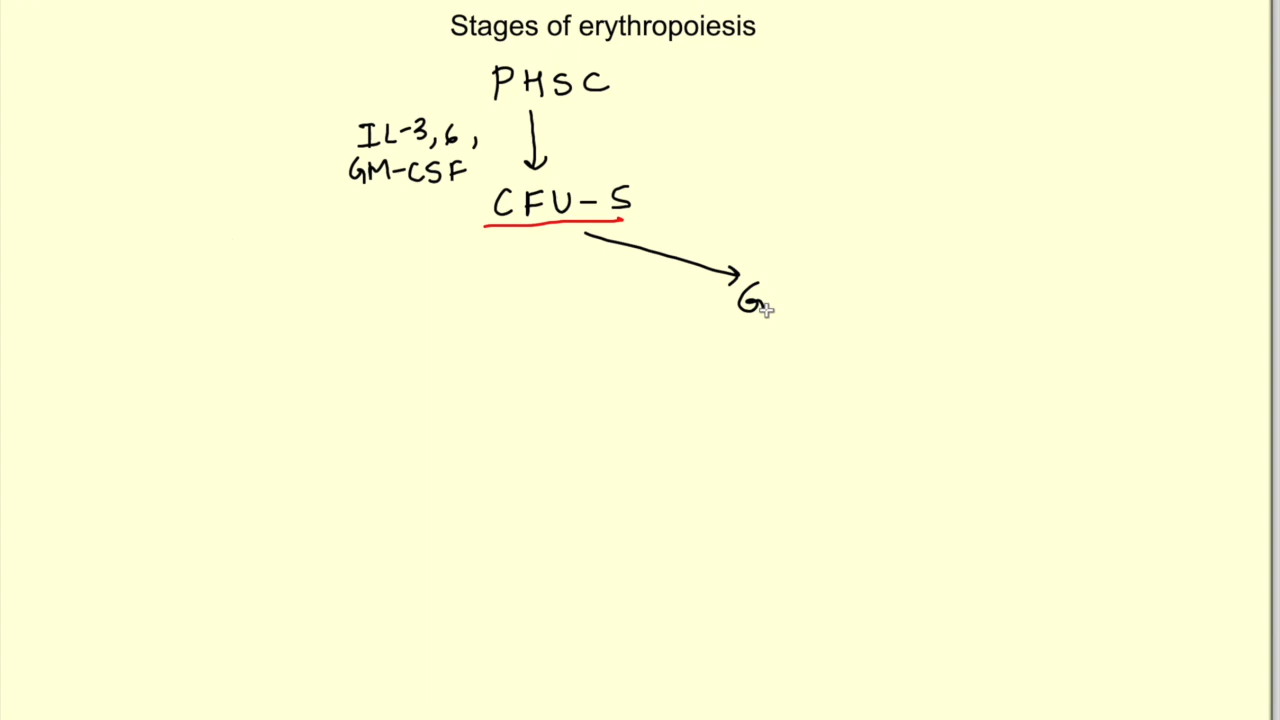 Stages of erythropoiesis
PHSC
IL-3, 6,
GM-CSF
CFU-S
G